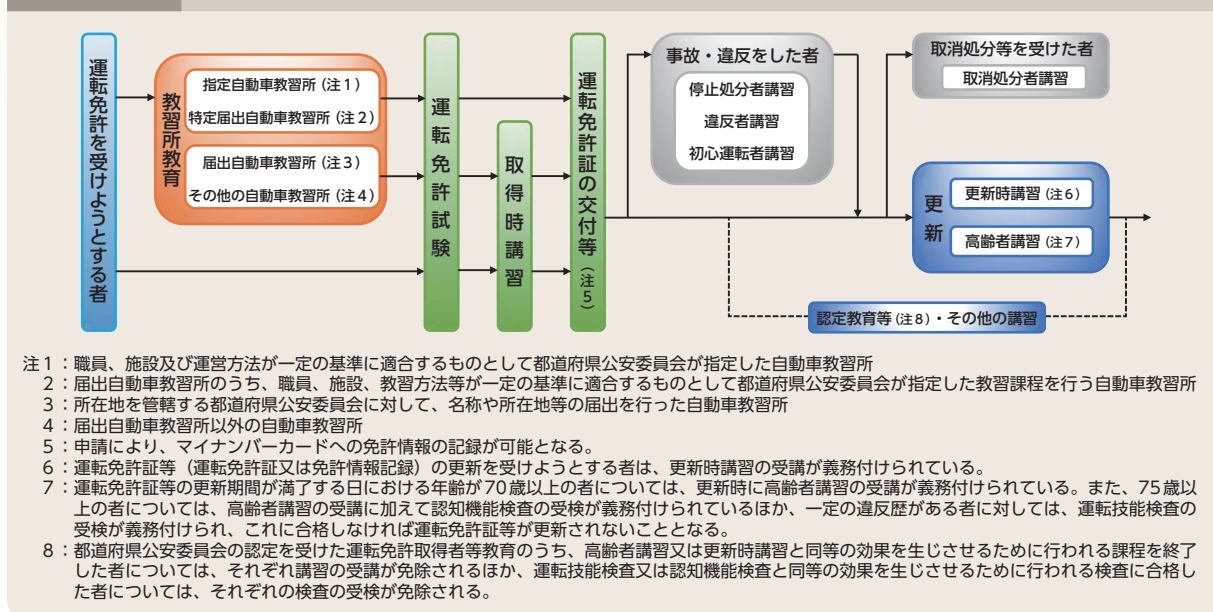 運転免許を受けようとする者
教習所教育
指定自動車教習所（注1）
特定届出自動車教習所（注2）
届出自動車教習所（注3）
その他の自動車教習所（注4）
運転免許試験
取得時講習
運転免許証の交付等（注5）
事故・違反をした者
停止処分者講習
違反者講習
初心運転者講習
取消処分等を受けた者
取消処分者講習
更新
更新時講習（注6）
高齢者講習（注7）
認定教育等（注8）・その他の講習
注1：職員、施設及び運営方法が一定の基準に適合するものとして都道府県公安委員会が指定した自動車教習所
2：届出自動車教習所のうち、職員、施設、教習方法等が一定の基準に適合するものとして都道府県公安委員会が指定した教習課程を行う自動車教習所
3：所在地を管轄する都道府県公安委員会に対して、名称や所在地等の届出を行った自動車教習所
4：届出自動車教習所以外の自動車教習所
5：申請により、マイナンバーカードへの免許情報の記録が可能となる。
6：運転免許証等（運転免許証又は免許情報記録）の更新を受けようとする者は、更新時講習の受講が義務付けられている。
7：運転免許証等の更新期間が満了する日における年齢が70歳以上の者については、更新時に高齢者講習の受講が義務付けられている。また、75歳以
上の者については、高齢者講習の受講に加えて認知機能検査の受検が義務付けられているほか、一定の違反歴がある者に対しては、運転技能検査の
受検が義務付けられ、これに合格しなければ運転免許証等が更新されないこととなる。
8：都道府県公安委員会の認定を受けた運転免許取得者等教育のうち、高齢者講習又は更新時講習と同等の効果を生じさせるために行われる課程を終了
した者については、それぞれ講習の受講が免除されるほか、運転技能検査又は認知機能検査と同等の効果を生じさせるために行われる検査に合格し
た者については、それぞれの検査の受検が免除される。